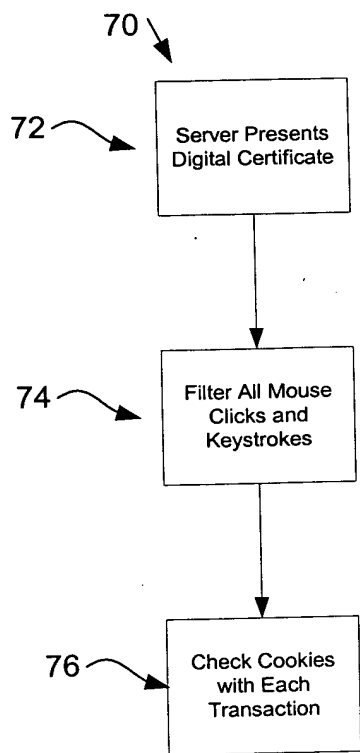 70
72
Server Presents
Digital Certificate
74
Filter All Mouse
Clicks and
Keystrokes
76
Check Cookies
with Each
Transaction